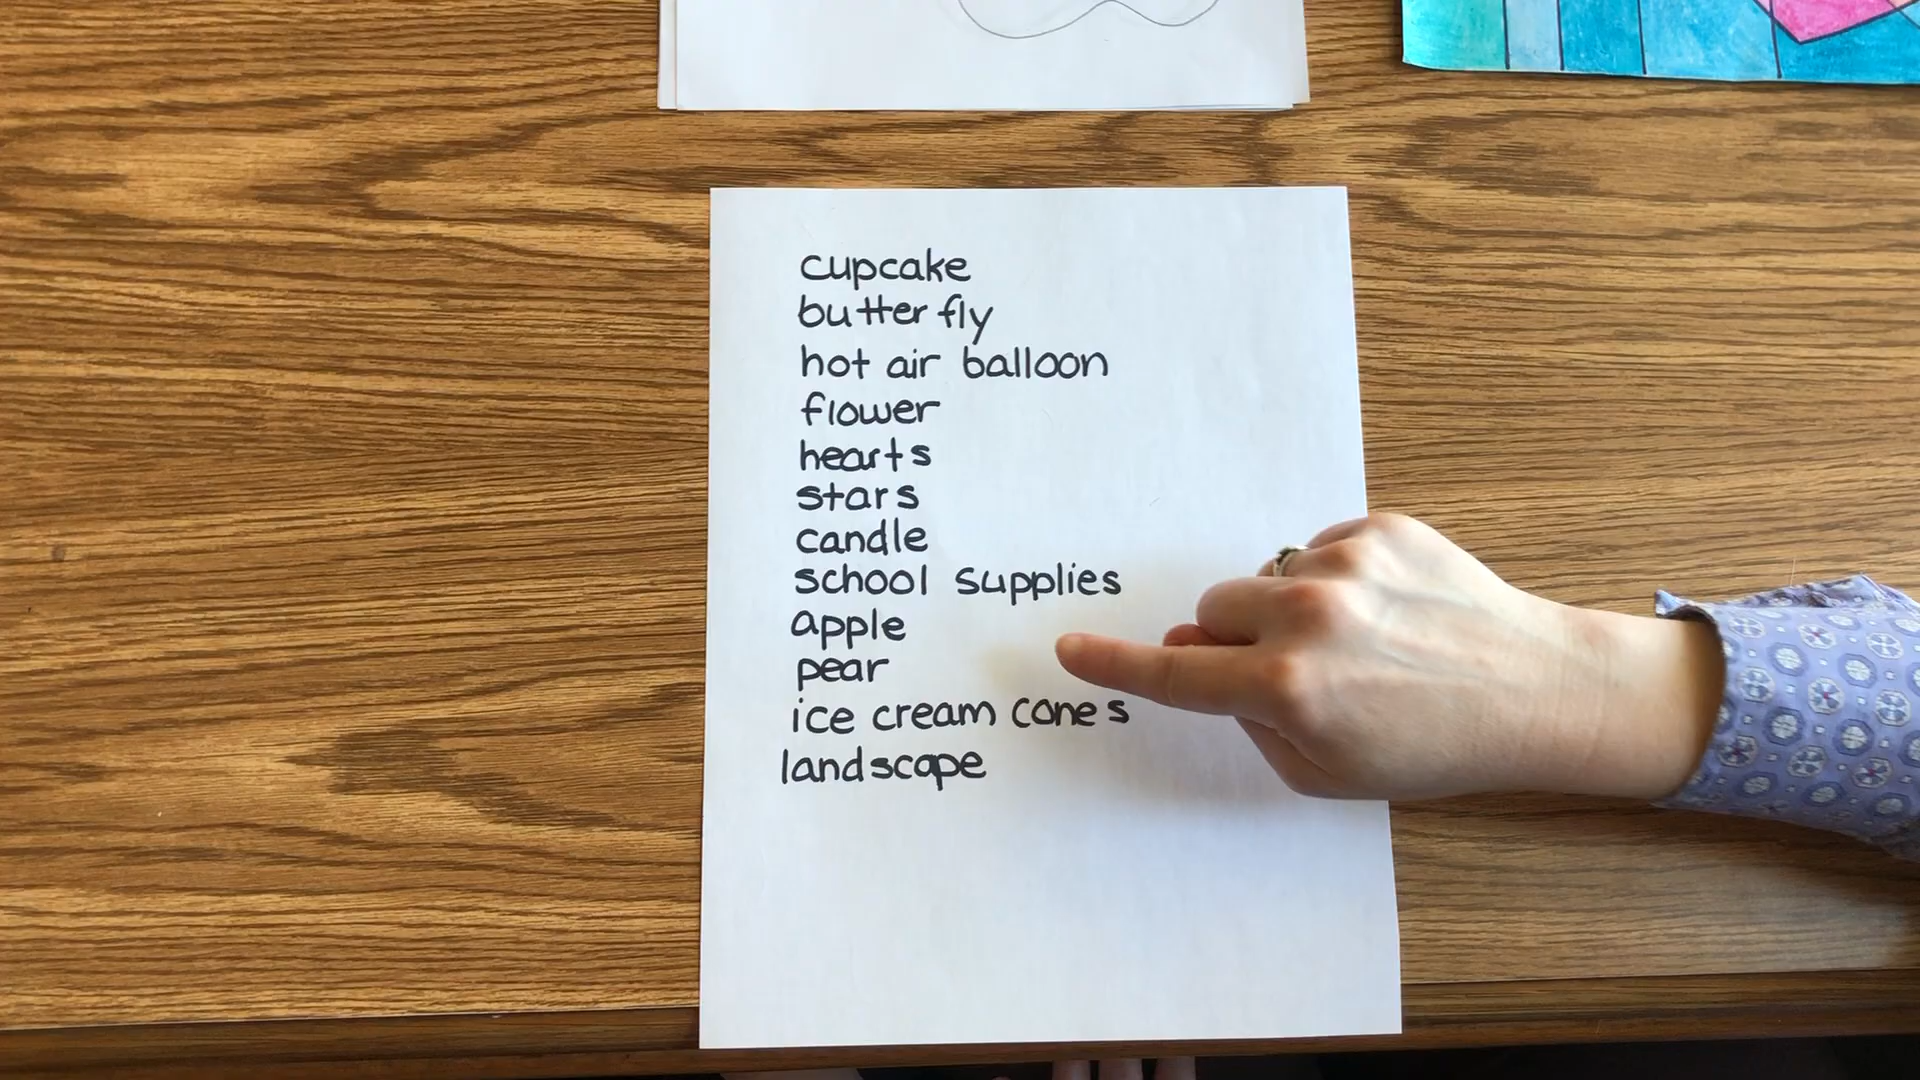 cupcake
butterfly
hot air balloon
flower
hearts
stars
candle
school supplies
apple
pear
ice cream cones
landscape